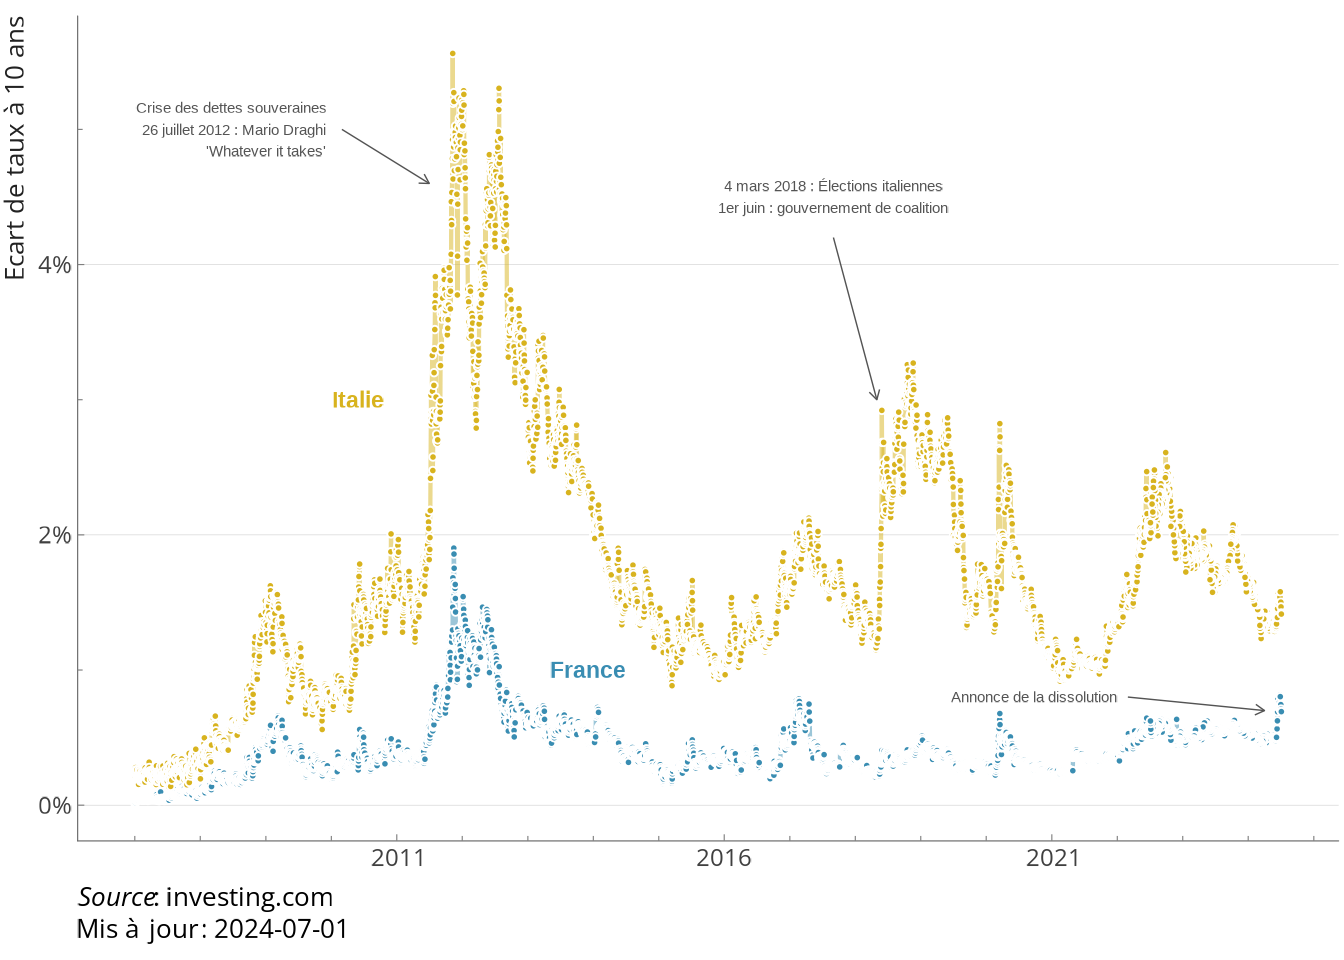 Ecart de taux à 10 ans
Crise des dettes souveraines
26 juillet 2012 : Mario Draghi
'Whatever it takes'
4 mars 2018 : Élections italiennes
1er juin : gouvernement de coalition
4%
Italie
2%
France
Annonce de la dissolution
0%
2011
2016
2021
Source: investing.com
Mis à jour : 2024-07-01